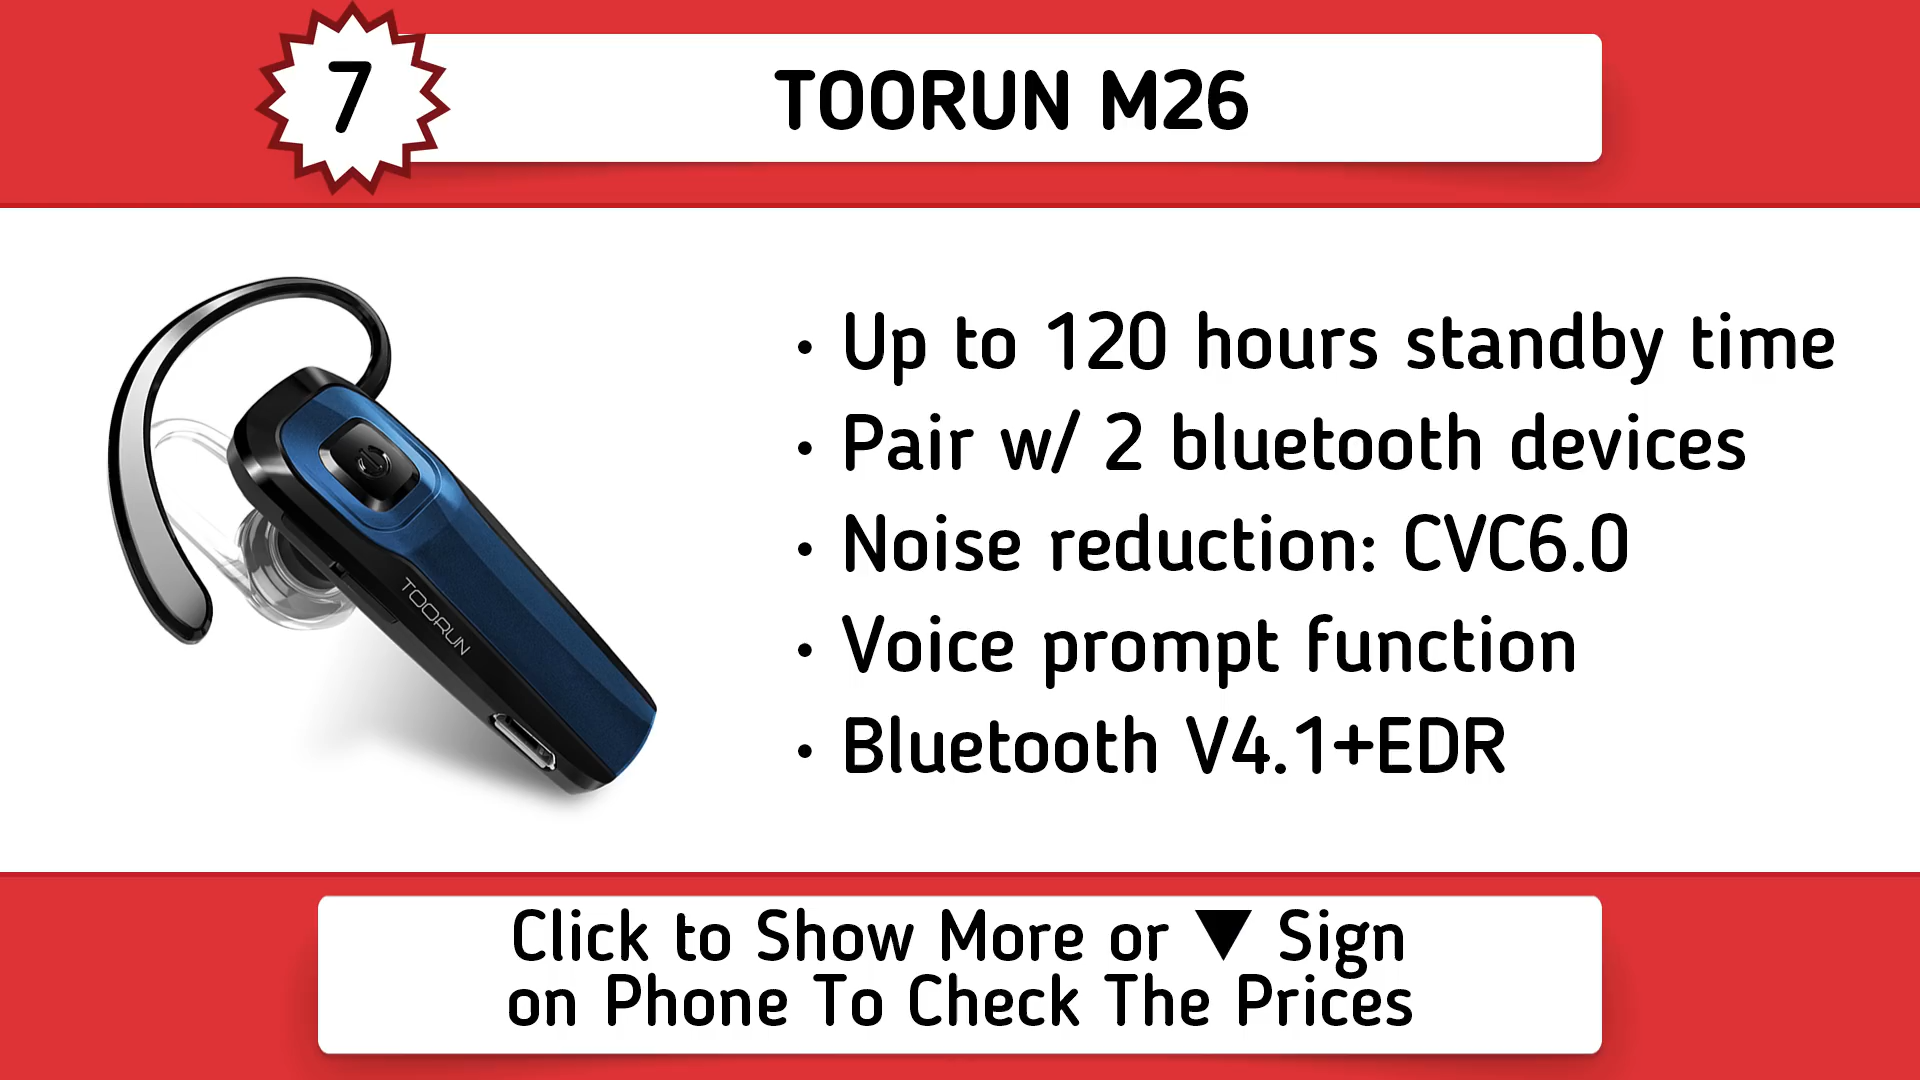 7
TOORUN M26
• Up to 120 hours standby time
• Pair w/ 2 bluetooth devices
• Noise reduction: CVC6.0
• Voice prompt function
• Bluetooth V4.1+EDR
TOORUN
Click to Show More or ▼ Sign
on Phone To Check The Prices